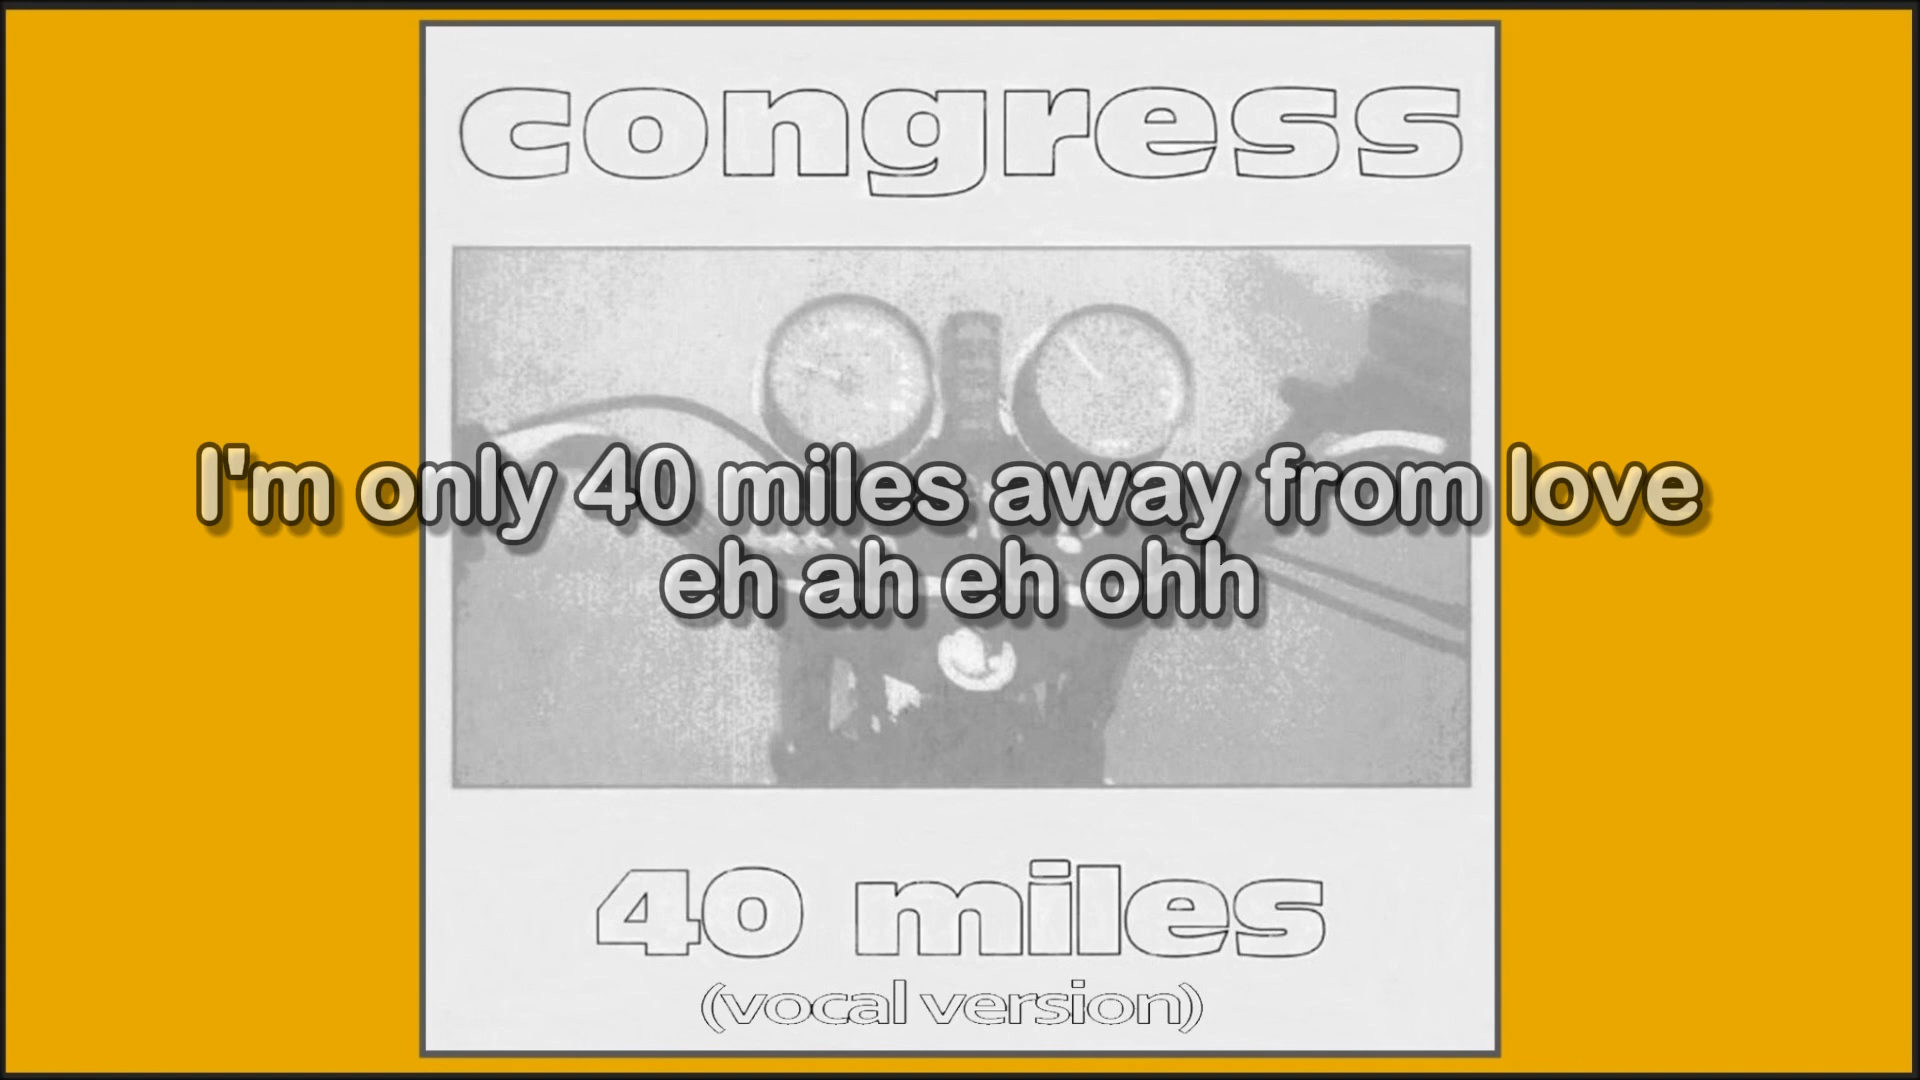 congress
I'm only 40 miles away from love
eh ah eh ohh
40 miles
(vocal version)